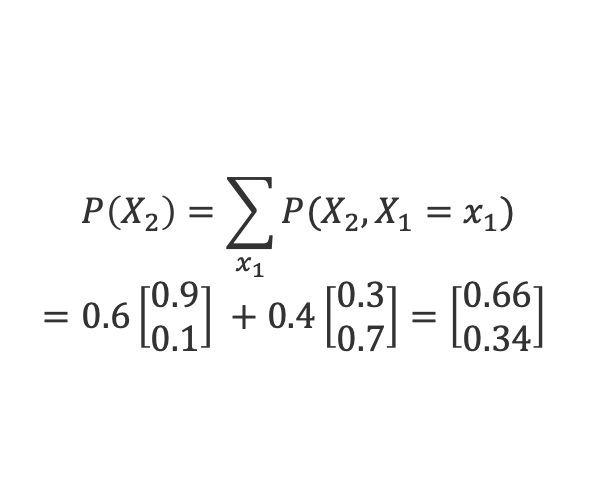 P(X₂) = ∑ₓ₁ P(X₂, X₁ = x₁)
= 0.6 [0.9 0.1] + 0.4 [0.3 0.7] = [0.66 0.34]